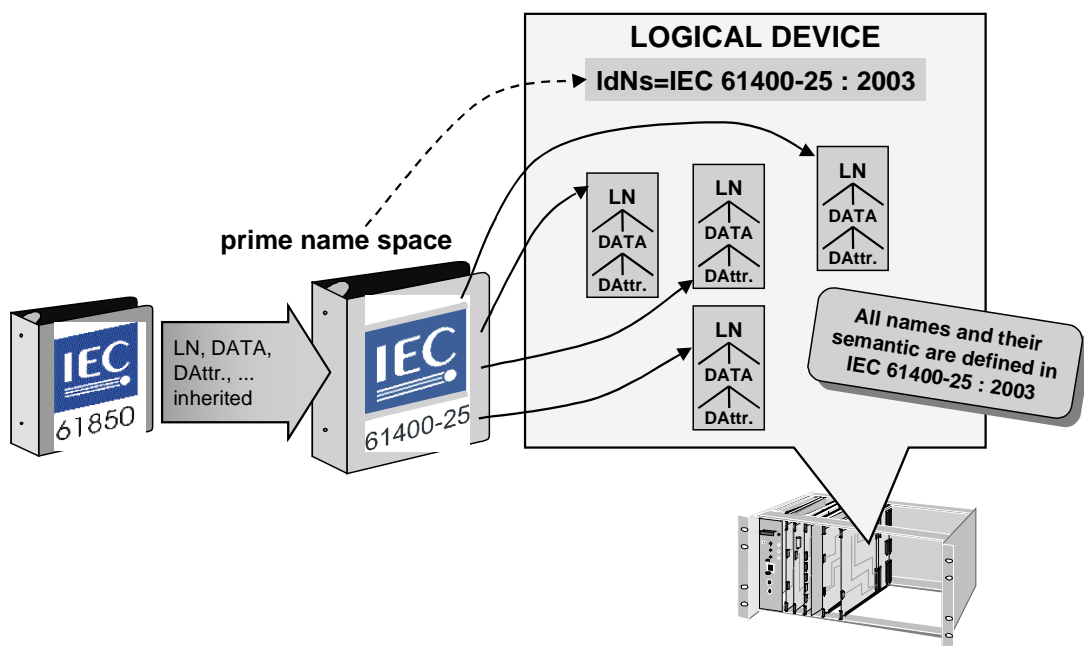 LOGICAL DEVICE
ldNs=IEC 61400-25 : 2003
prime name space
LN
DATA
DAttr.
LN
DATA
DAttr.
LN
DATA
DAttr.
LN
DATA
DAttr.
All names and their
semantic are defined in
IEC 61400-25 : 2003
IEC
61850
LN, DATA,
DAttr., ...
inherited
IEC
61400-25